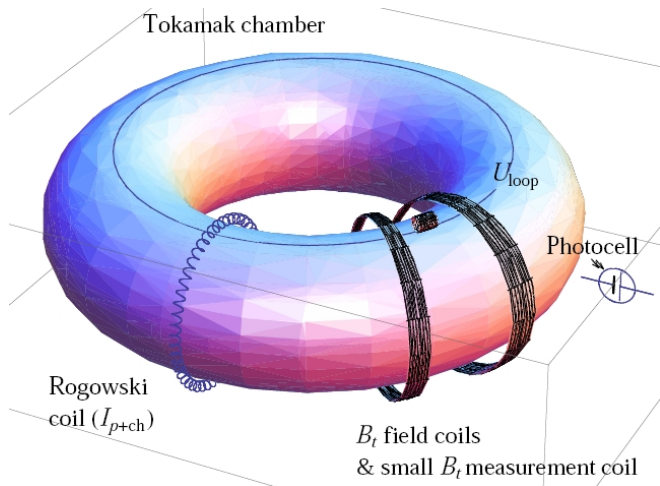 Tokamak chamber
U_loop
Photocell
Rogowski
coil (I_p+ch)
B_t field coils
& small B_t measurement coil